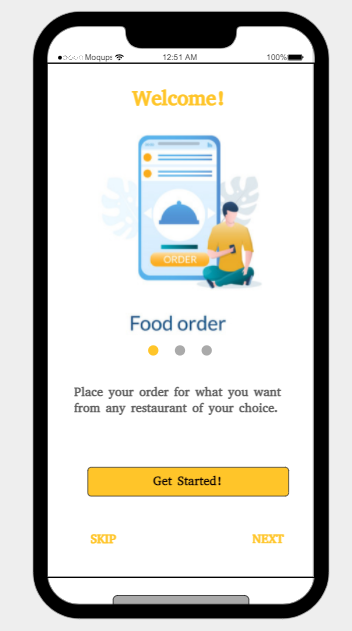 Moqups 12:51 AM 100%
Welcome!
ORDER
Food order
Place your order for what you want
from any restaurant of your choice.
Get Started!
SKIP NEXT